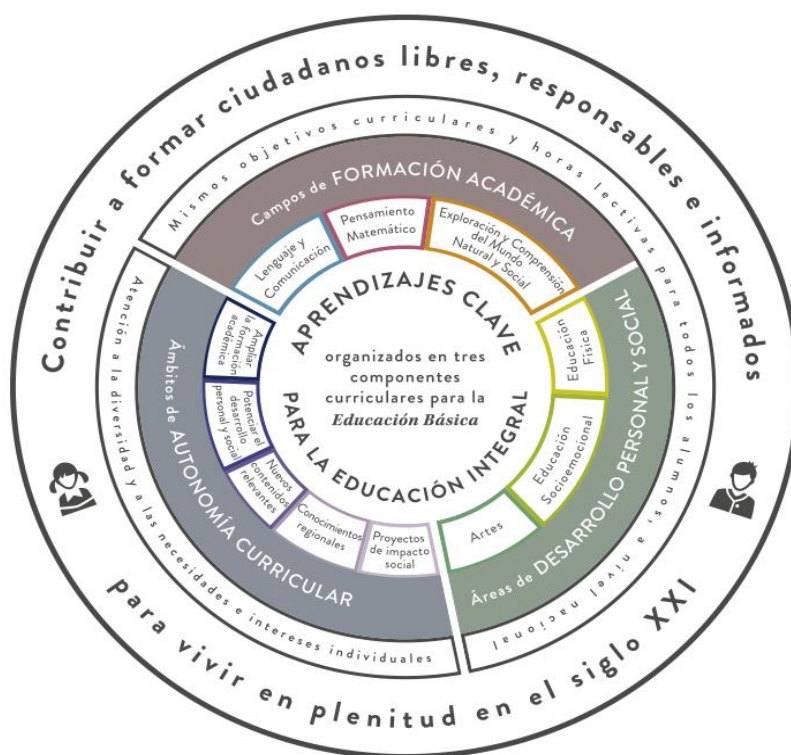 Contribuir a formar ciudadanos libres, responsables e informados
para vivir en plenitud en el siglo XXI
Mismos objetivos curriculares y horas lectivas para todos los alumnos, a nivel nacional
Atención a la diversidad y a las necesidades e intereses individuales
Campos de FORMACIÓN ACADÉMICA
Lenguaje y
Comunicación
Pensamiento
Matemático
Exploración y Comprensión
del Mundo
Natural y Social
Áreas de DESARROLLO PERSONAL Y SOCIAL
Educación
Física
Educación
Socioemocional
Artes
Ámbitos de AUTONOMÍA CURRICULAR
Ampliar
la formación
académica
Potenciar el
desarrollo
personal y social
Nuevos
contenidos
relevantes
Conocimientos
regionales
Proyectos
de impacto
social
APRENDIZAJES CLAVE
organizados en tres
componentes
curriculares para la
Educación Básica
PARA LA EDUCACIÓN INTEGRAL